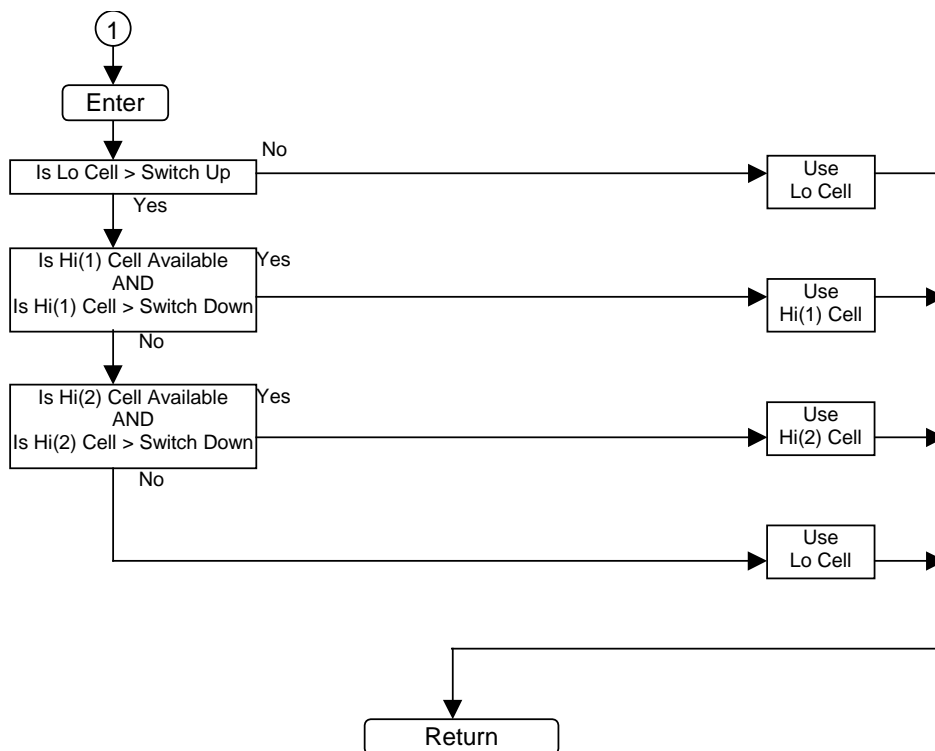 1
Enter
Is Lo Cell > Switch Up
No
Use
Lo Cell
Yes
Is Hi(1) Cell Available
AND
Is Hi(1) Cell > Switch Down
Yes
Use
Hi(1) Cell
No
Is Hi(2) Cell Available
AND
Is Hi(2) Cell > Switch Down
Yes
Use
Hi(2) Cell
No
Use
Lo Cell
Return